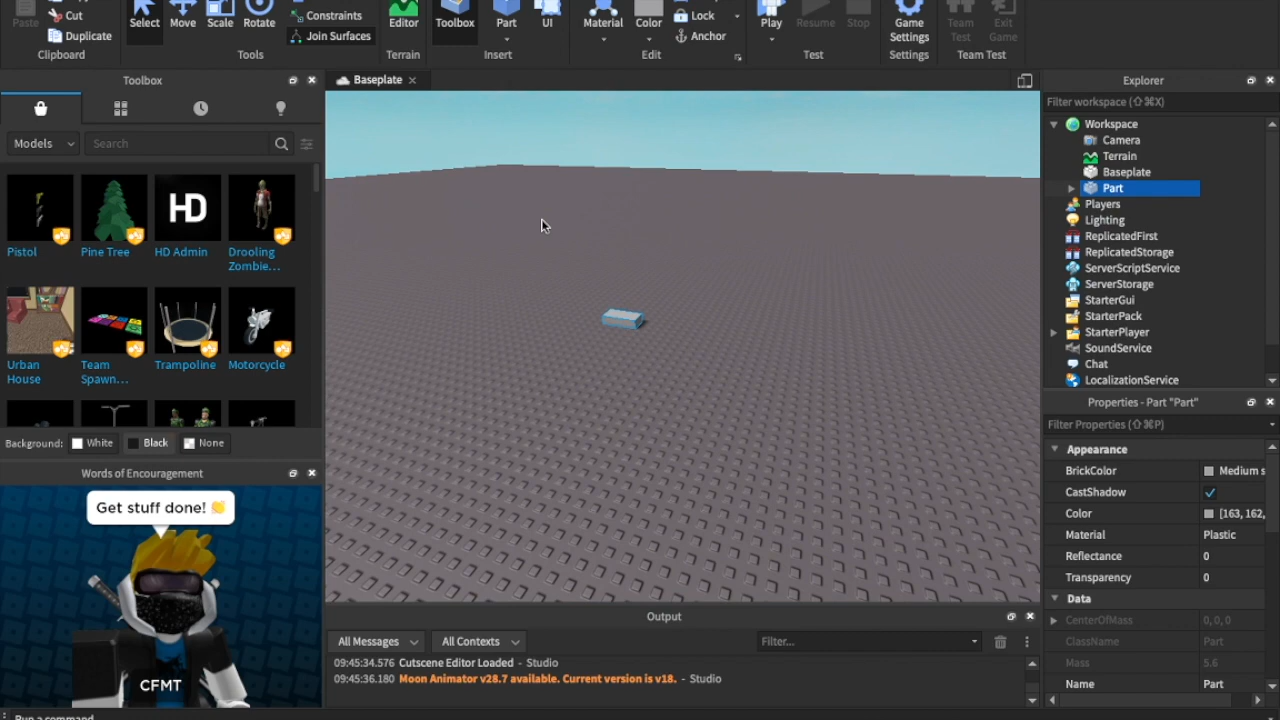 Paste
Cut
Duplicate
Clipboard
Select
Move
Scale
Rotate
Constraints
Join Surfaces
Tools
Editor
Terrain
Toolbox
Part
UI
Insert
Material
Color
Lock
Anchor
Edit
Play
Resume
Stop
Test
Game Settings
Settings
Team Test
Exit Game
Team Test
Toolbox
Models
Search
Pistol
Pine Tree
HD
HD Admin
Drooling Zombie...
Urban House
Team Spawn...
Trampoline
Motorcycle
Background:
White
Black
None
Words of Encouragement
Get stuff done! 👏
CFMT
Baseplate
Output
All Messages
All Contexts
Filter...
09:45:34.576 Cutscene Editor Loaded - Studio
09:45:36.180 Moon Animator v28.7 available. Current version is v18. - Studio
Explorer
Filter workspace (⇧⌘X)
Workspace
Camera
Terrain
Baseplate
Part
Players
Lighting
ReplicatedFirst
ReplicatedStorage
ServerScriptService
ServerStorage
StarterGui
StarterPack
StarterPlayer
SoundService
Chat
LocalizationService
Properties - Part "Part"
Filter Properties (⇧⌘P)
Appearance
BrickColor Medium s
CastShadow
Color [163, 162,
Material Plastic
Reflectance 0
Transparency 0
Data
CenterOfMass 0, 0, 0
ClassName Part
Mass 5.6
Name Part
Run a command